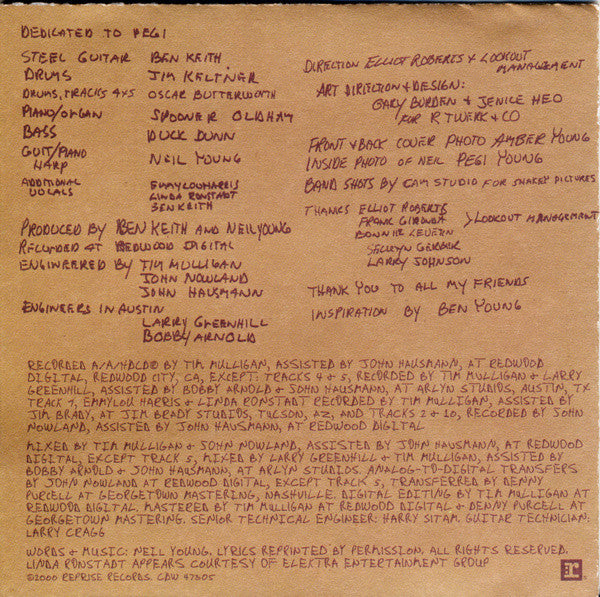 DEDICATED TO PEGI
STEEL GUITAR BEN KEITH
DRUMS JIM KELTNER
DRUMS, TRACKS 4×5 OSCAR BUTTERWORTH
PIANO/ORGAN SPOONER OLDHAM
BASS DUCK DUNN
GUIT/PIANO HARP NEIL YOUNG
ADDITIONAL VOCALS EMMYLOU HARRIS
LINDA RONSTADT
BEN KEITH
PRODUCED BY BEN KEITH AND NEIL YOUNG
RECORDED AT REDWOOD DIGITAL
ENGINEERED BY TIM MULLIGAN
JOHN NOWLAND
JOHN HAUSMANN
ENGINEERS IN AUSTIN
LARRY GREENHILL
BOBBY ARNOLD
DIRECTION ELLIOT ROBERTS & LOOKOUT
MANAGEMENT
ART DIRECTION & DESIGN:
GARY BURDEN & JENICE HEO
FOR R. TWERK & CO
FRONT & BACK COVER PHOTO AMBER YOUNG
INSIDE PHOTO OF NEIL PEGI YOUNG
BAND SHOTS BY CAM STUDIO FOR SHAKEY PICTURES
THANKS ELLIOT ROBERTS
FRANK GIRONDA
BONNIE LEVETIN
LOOKOUT MANAGEMENT
LARRY JOHNSON
THANK YOU TO ALL MY FRIENDS
INSPIRATION BY BEN YOUNG
RECORDED A/A/HDCD® BY TIM MULLIGAN, ASSISTED BY JOHN HAUSMANN, AT REDWOOD
DIGITAL, REDWOOD CITY, CA, EXCEPT: TRACKS 4 & 5, RECORDED BY TIM MULLIGAN & LARRY
GREENHILL, ASSISTED BY BOBBY ARNOLD & JOHN HAUSMANN, AT ARLYN STUDIOS, AUSTIN, TX
TRACK 7, EMMYLOU HARRIS & LINDA RONSTADT RECORDED BY TIM MULLIGAN, ASSISTED BY
JIM BRADY, AT JIM BRADY STUDIOS, TUCSON, AZ, AND TRACKS 2 & 10, RECORDED BY JOHN
NOWLAND, ASSISTED BY JOHN HAUSMANN, AT REDWOOD DIGITAL
MIXED BY TIM MULLIGAN & JOHN NOWLAND, ASSISTED BY JOHN HAUSMANN, AT REDWOOD
DIGITAL, EXCEPT TRACK 5, MIXED BY LARRY GREENHILL & TIM MULLIGAN, ASSISTED BY
BOBBY ARNOLD & JOHN HAUSMANN, AT ARLYN STUDIOS. ANALOG-TO-DIGITAL TRANSFERS
BY JOHN NOWLAND AT REDWOOD DIGITAL, EXCEPT TRACK 5, TRANSFERRED BY DENNY
PURCELL AT GEORGETOWN MASTERING, NASHVILLE. DIGITAL EDITING BY TIM MULLIGAN AT
REDWOOD DIGITAL. MASTERED BY TIM MULLIGAN AT REDWOOD DIGITAL & DENNY PURCELL AT
GEORGETOWN MASTERING. SENIOR TECHNICAL ENGINEER: HARRY SITAM. GUITAR TECHNICIAN:
LARRY CRAGG
WORDS & MUSIC: NEIL YOUNG. LYRICS REPRINTED BY PERMISSION. ALL RIGHTS RESERVED.
LINDA RONSTADT APPEARS COURTESY OF ELEKTRA ENTERTAINMENT GROUP
©2000 REPRISE RECORDS. CDW 47305
r